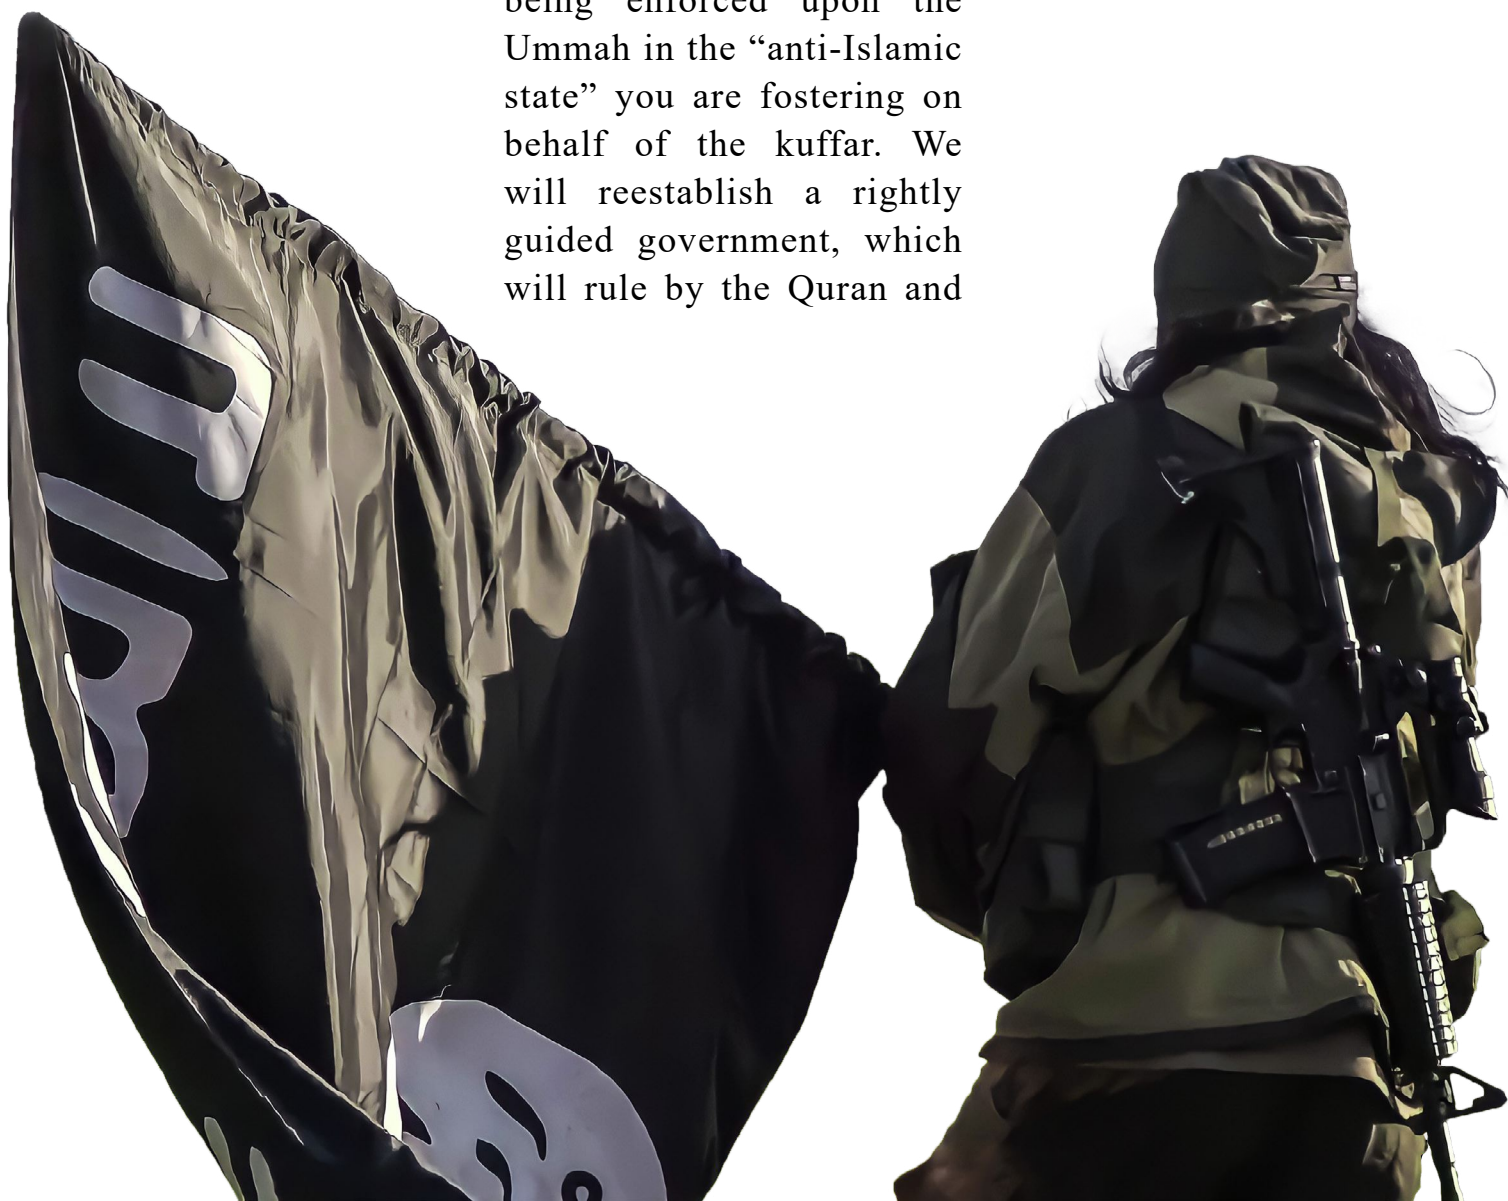 being enforced upon the
Ummah in the “anti-Islamic
state” you are fostering on
behalf of the kuffar. We
will reestablish a rightly
guided government, which
will rule by the Quran and